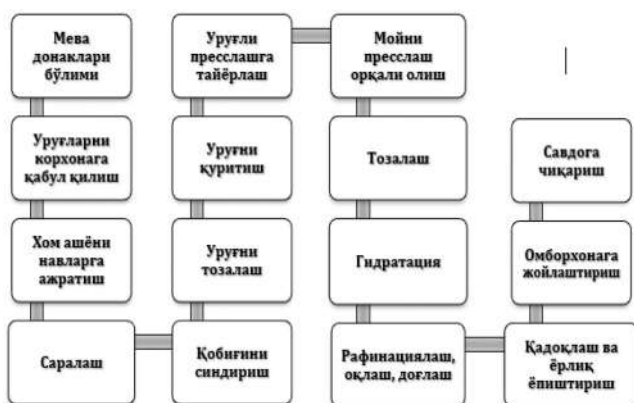 Мева
донаклари
бўлими
Уруғларни
корхонага
қабул қилиш
Хом ашёни
навларга
ажратиш
Саралаш
Қобиғини
синдириш
Уруғни
тозалаш
Уруғни
қуритиш
Уруғли
пресслашга
тайёрлаш
Мойни
пресслаш
орқали олиш
Тозалаш
Гидратация
Рафинациялаш,
оқлаш, доғлаш
Қадоқлаш ва
ёрлиқ
ёпиштириш
Омборхонага
жойлаштириш
Савдога
чиқариш